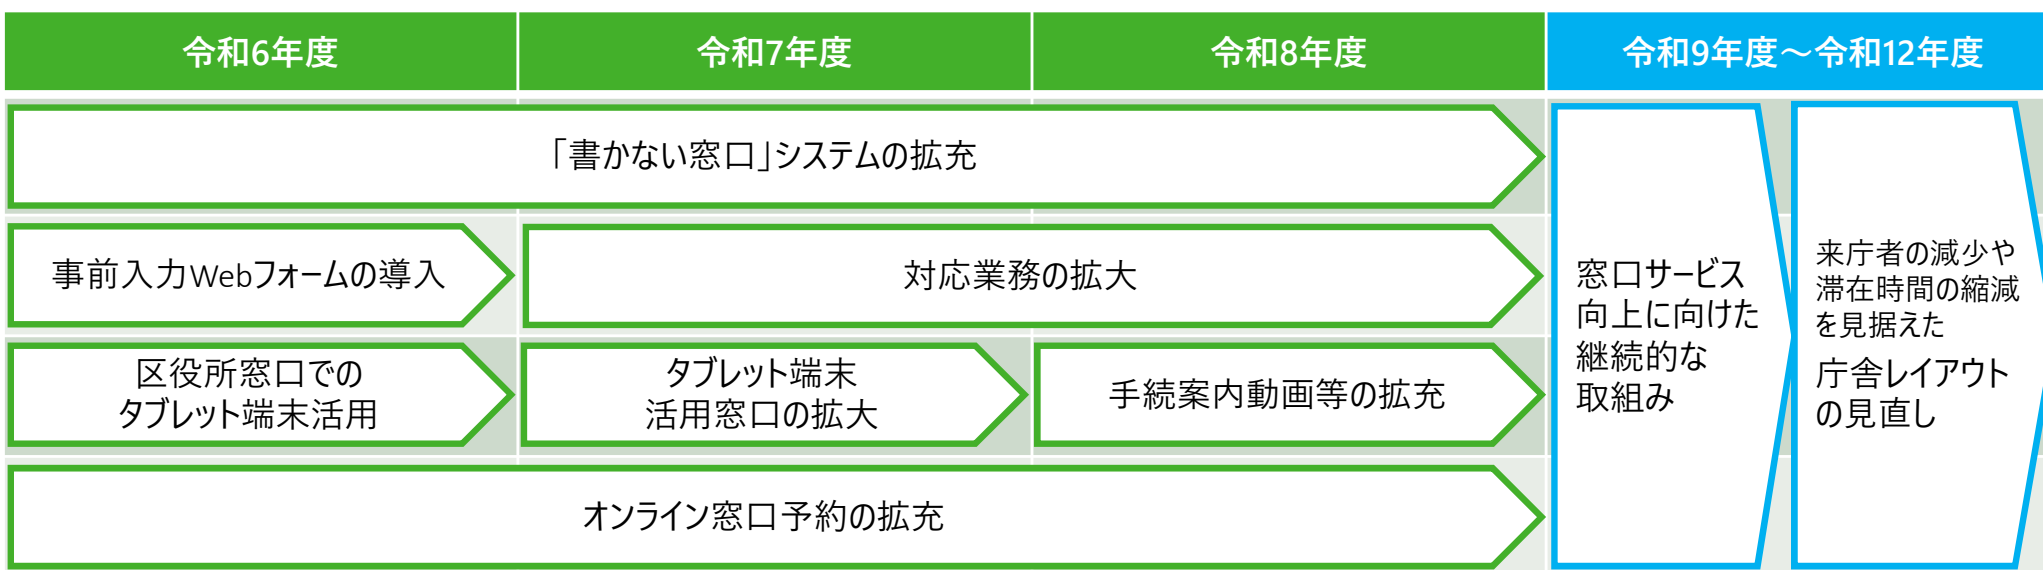 令和6年度
令和7年度
令和8年度
令和9年度～令和12年度
「書かない窓口」システムの拡充
事前入力Webフォームの導入
対応業務の拡大
区役所窓口での
タブレット端末活用
タブレット端末
活用窓口の拡大
手続案内動画等の拡充
オンライン窓口予約の拡充
窓口サービス
向上に向けた
継続的な
取組み
来庁者の減少や
滞在時間の縮減
を見据えた
庁舎レイアウト
の見直し